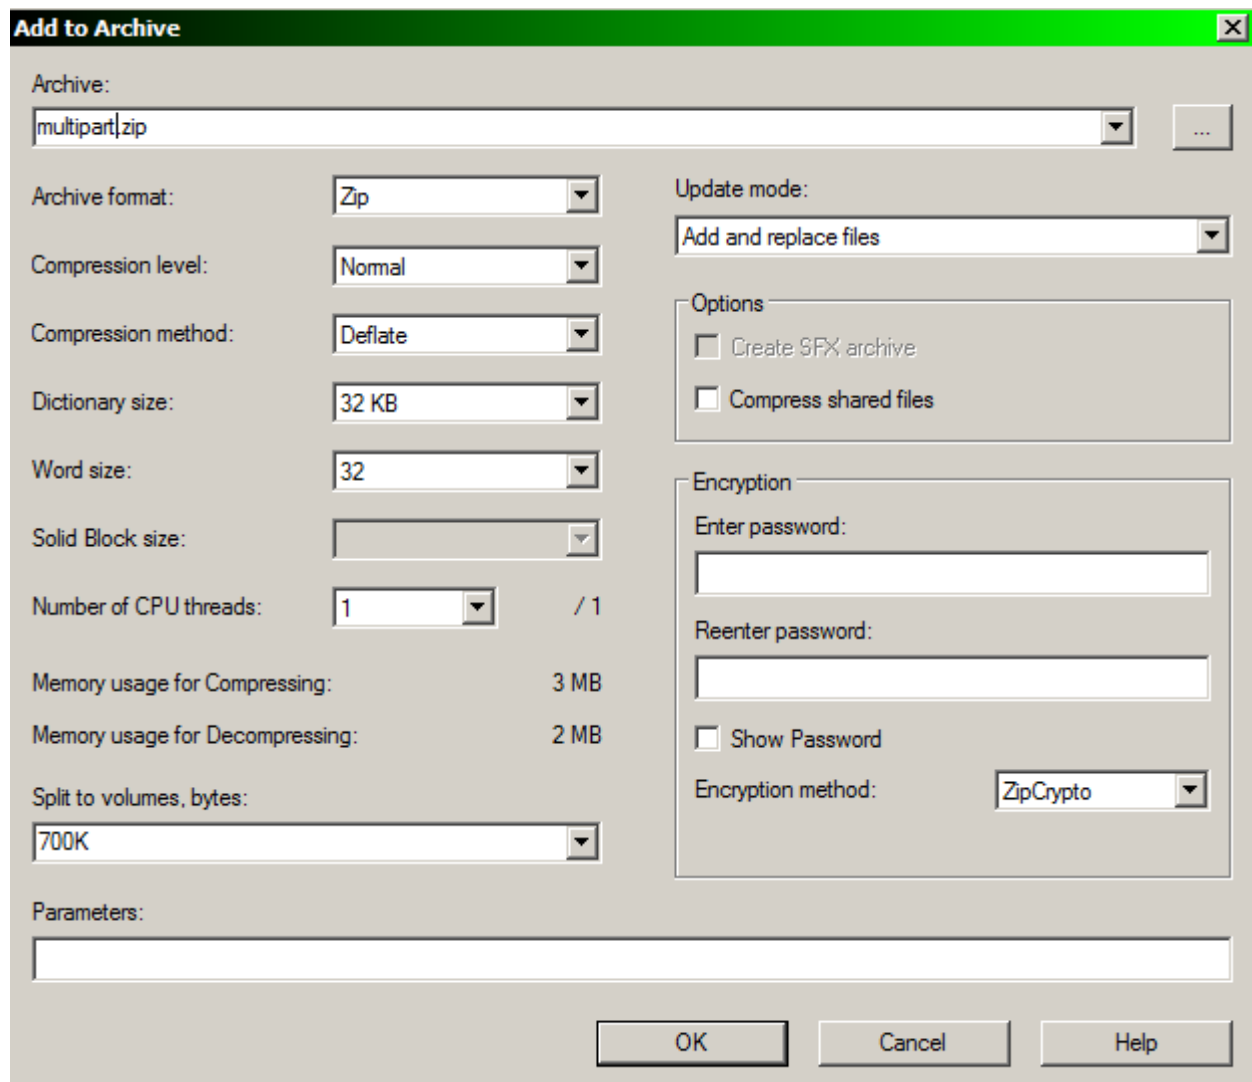 Add to Archive
Archive:
multipart.zip
...
Archive format:
Zip
Compression level:
Normal
Compression method:
Deflate
Dictionary size:
32 KB
Word size:
32
Solid Block size:
Number of CPU threads:
1
/ 1
Memory usage for Compressing:
3 MB
Memory usage for Decompressing:
2 MB
Split to volumes, bytes:
700K
Update mode:
Add and replace files
Options
Create SFX archive
Compress shared files
Encryption
Enter password:
Reenter password:
Show Password
Encryption method:
ZipCrypto
Parameters:
OK
Cancel
Help